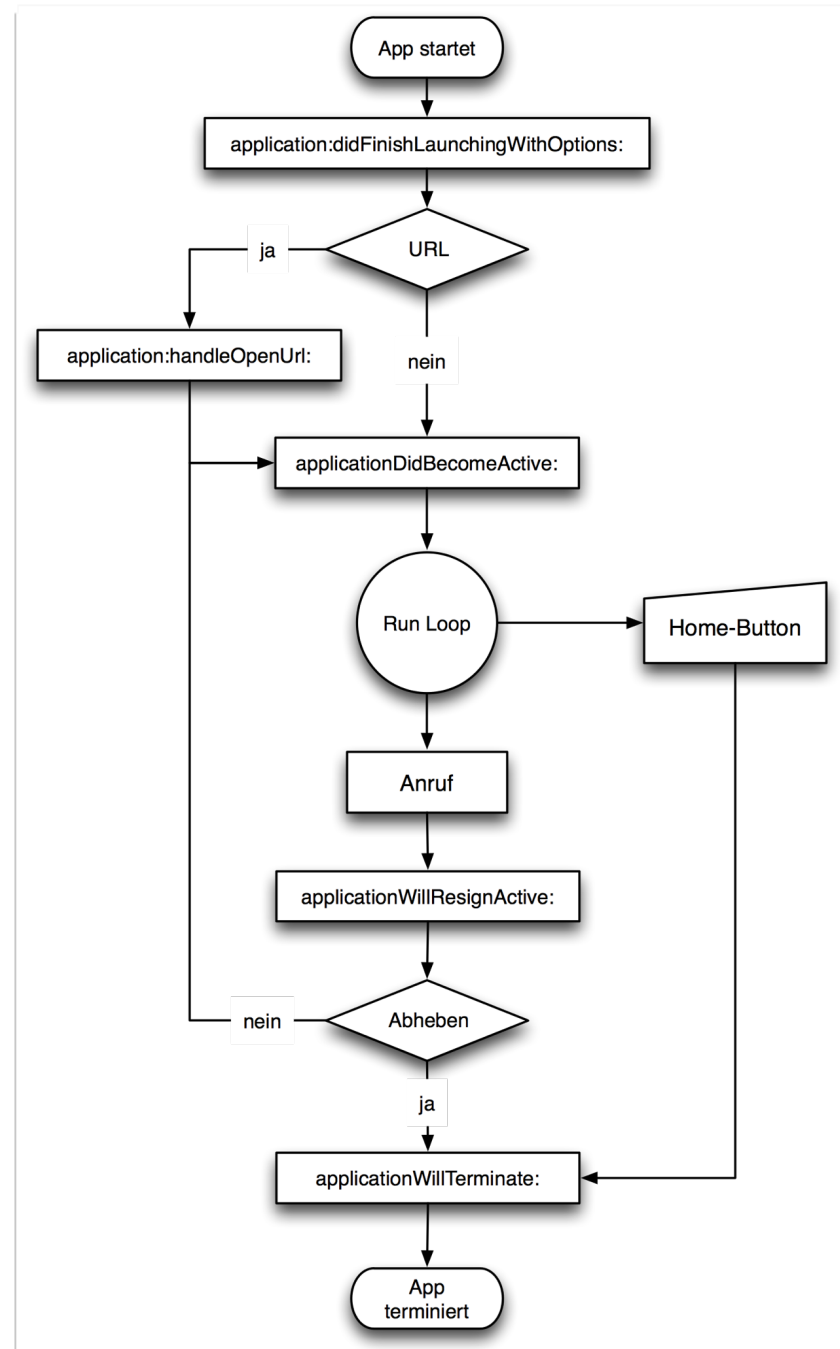 App startet
application:didFinishLaunchingWithOptions:
URL
ja
application:handleOpenUrl:
nein
applicationDidBecomeActive:
Run Loop
Home-Button
Anruf
applicationWillResignActive:
Abheben
nein
ja
applicationWillTerminate:
App
terminiert